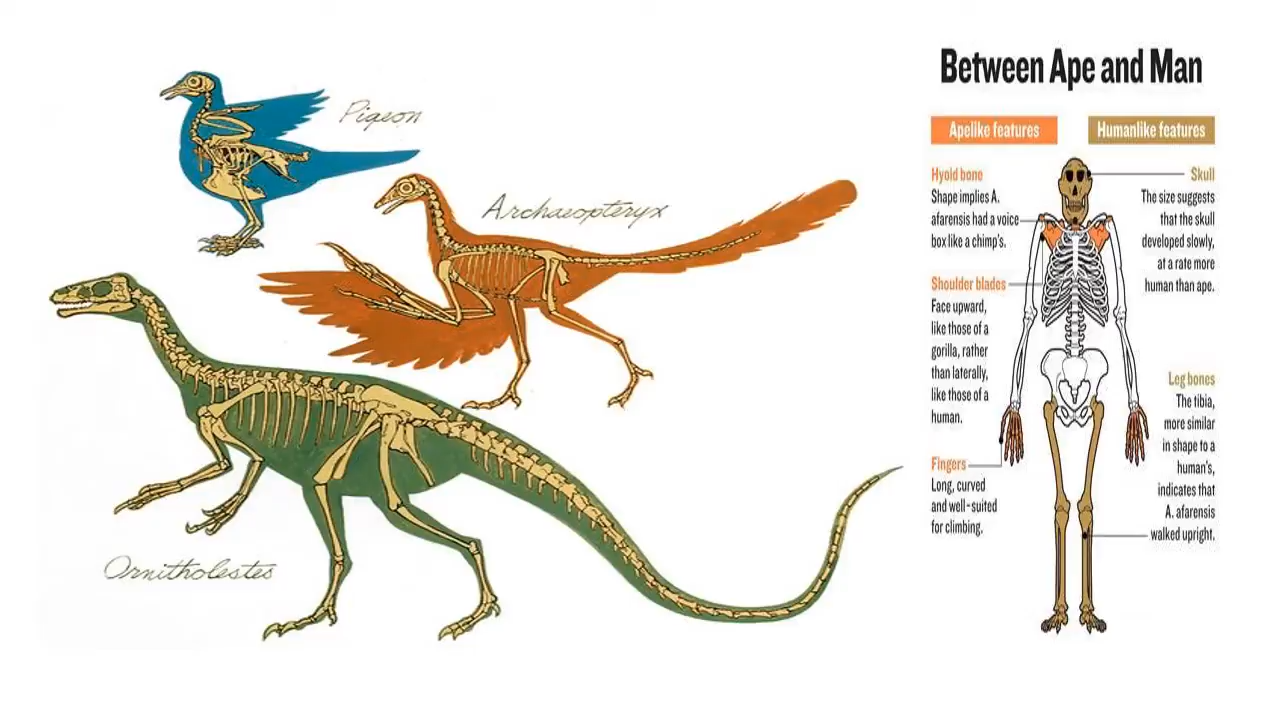 Pigeon
Archaeopteryx
Ornitholestes
Between Ape and Man
Apelike features
Humanlike features
Hyold bone
Shape implies A.
afarensis had a voice
box like a chimp's.
Shoulder blades
Face upward,
like those of a
gorilla, rather
than laterally,
like those of a
human.
Fingers
Long, curved
and well-suited
for climbing.
Skull
The size suggests
that the skull
developed slowly,
at a rate more
human than ape.
Leg bones
The tibia,
more similar
in shape to a
human's,
indicates that
A. afarensis
walked upright.